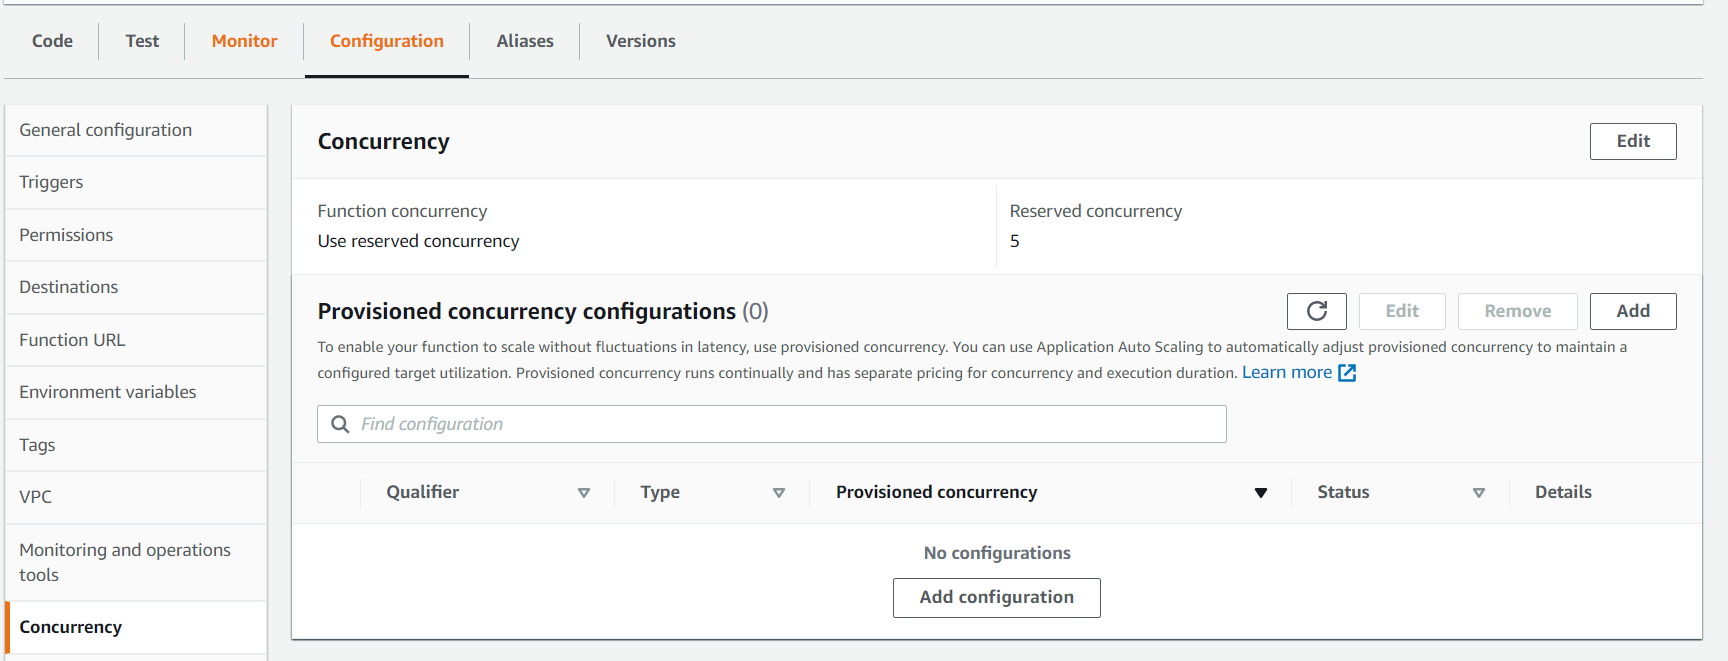 Code Test Monitor Configuration Aliases Versions
General configuration
Triggers
Permissions
Destinations
Function URL
Environment variables
Tags
VPC
Monitoring and operations
tools
Concurrency
Concurrency Edit
Function concurrency Reserved concurrency
Use reserved concurrency 5
Provisioned concurrency configurations (0) Edit Remove Add
To enable your function to scale without fluctuations in latency, use provisioned concurrency. You can use Application Auto Scaling to automatically adjust provisioned concurrency to maintain a
configured target utilization. Provisioned concurrency runs continually and has separate pricing for concurrency and execution duration. Learn more
Find configuration
Qualifier Type Provisioned concurrency Status Details
No configurations
Add configuration